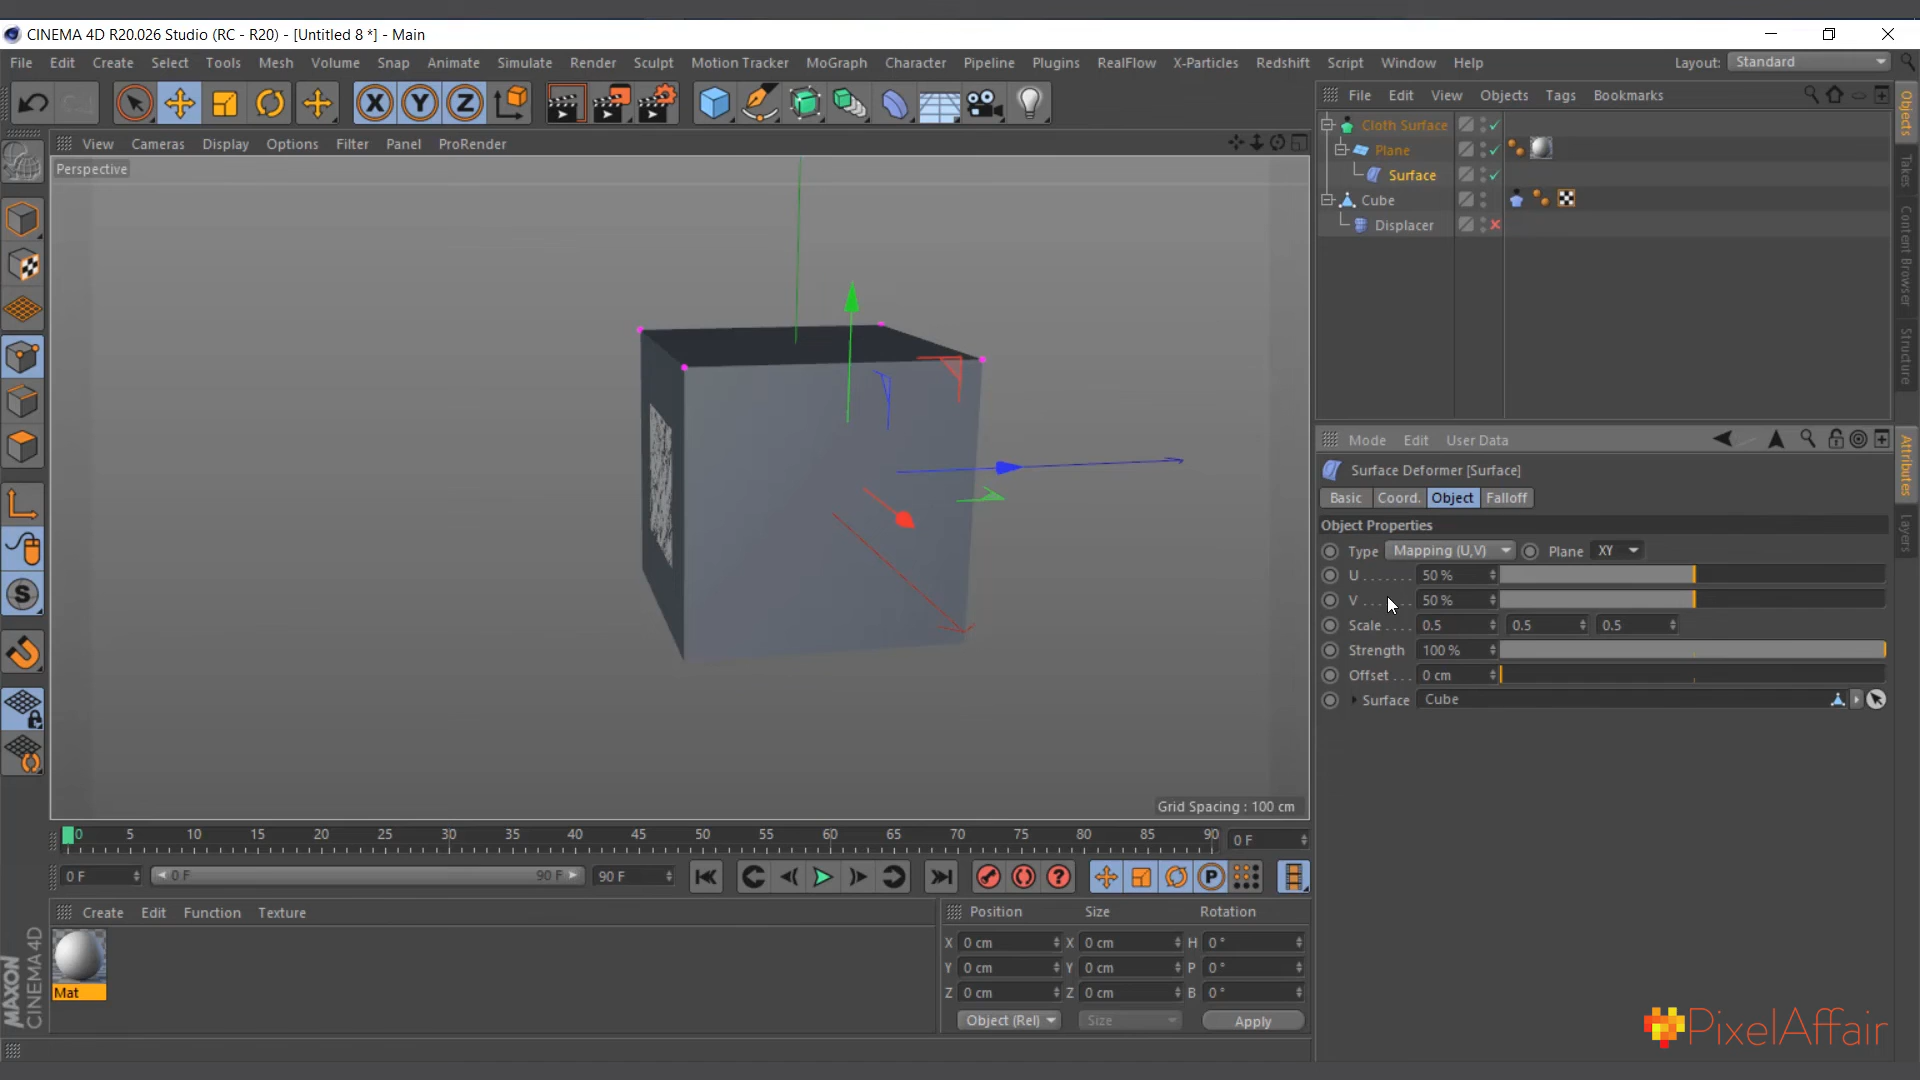 CINEMA 4D R20.026 Studio (RC - R20) - [Untitled 8 *] - Main
File Edit Create Select Tools Mesh Volume Snap Animate Simulate Render Sculpt Motion Tracker MoGraph Character Pipeline Plugins RealFlow X-Particles Redshift Script Window Help Layout: Standard
X Y Z
File Edit View Objects Tags Bookmarks
View Cameras Display Options Filter Panel ProRender
Perspective
Cloth Surface
Plane
Surface
Cube
Displacer
Objects
Takes
Content Browser
Structure
Mode Edit User Data
Surface Deformer [Surface]
Basic Coord. Object Falloff
Object Properties
Type Mapping (U,V) Plane XY
U . . . . . . . 50 %
V . . . . . . . 50 %
Scale . . . . 0.5 0.5 0.5
Strength 100 %
Offset . . . 0 cm
Surface Cube
Attributes
Layers
S
Grid Spacing : 100 cm
0 5 10 15 20 25 30 35 40 45 50 55 60 65 70 75 80 85 90 0 F
0 F 0 F 90 F 90 F ? P
Create Edit Function Texture
Mat
MAXON
CINEMA 4D
Position Size Rotation
X 0 cm X 0 cm H 0 °
Y 0 cm Y 0 cm P 0 °
Z 0 cm Z 0 cm B 0 °
Object (Rel) Size Apply
PixelAffair